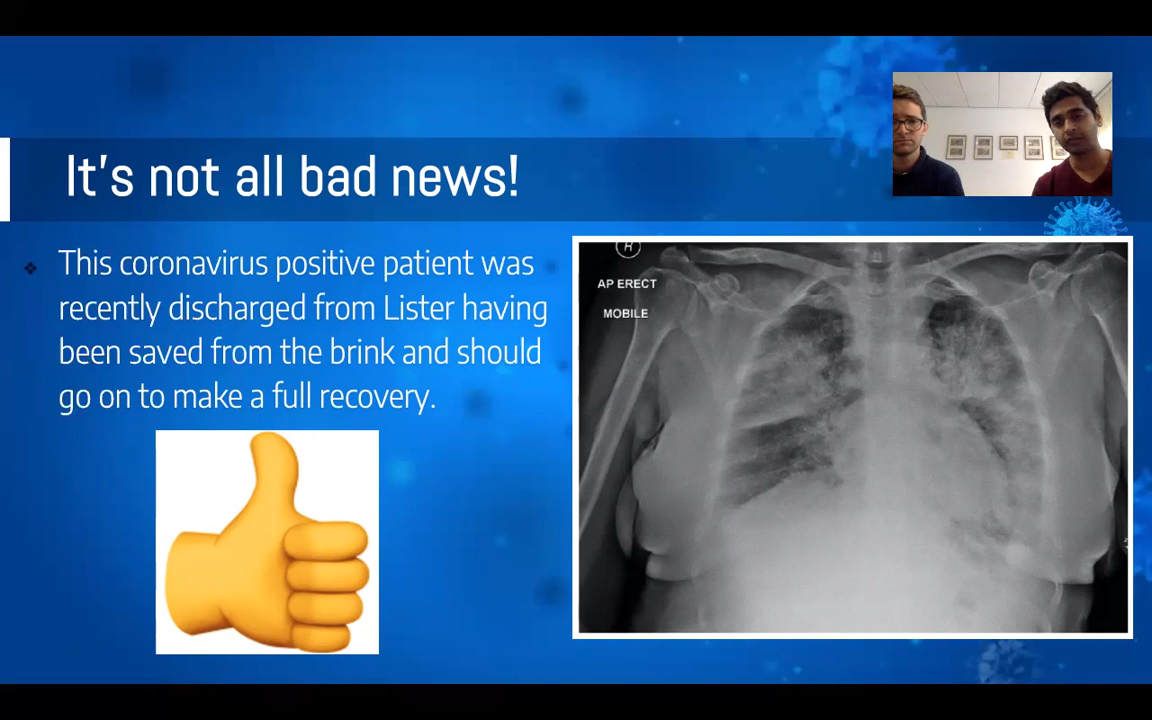 It's not all bad news!
This coronavirus positive patient was
recently discharged from Lister having
been saved from the brink and should
go on to make a full recovery.
R
AP ERECT
MOBILE